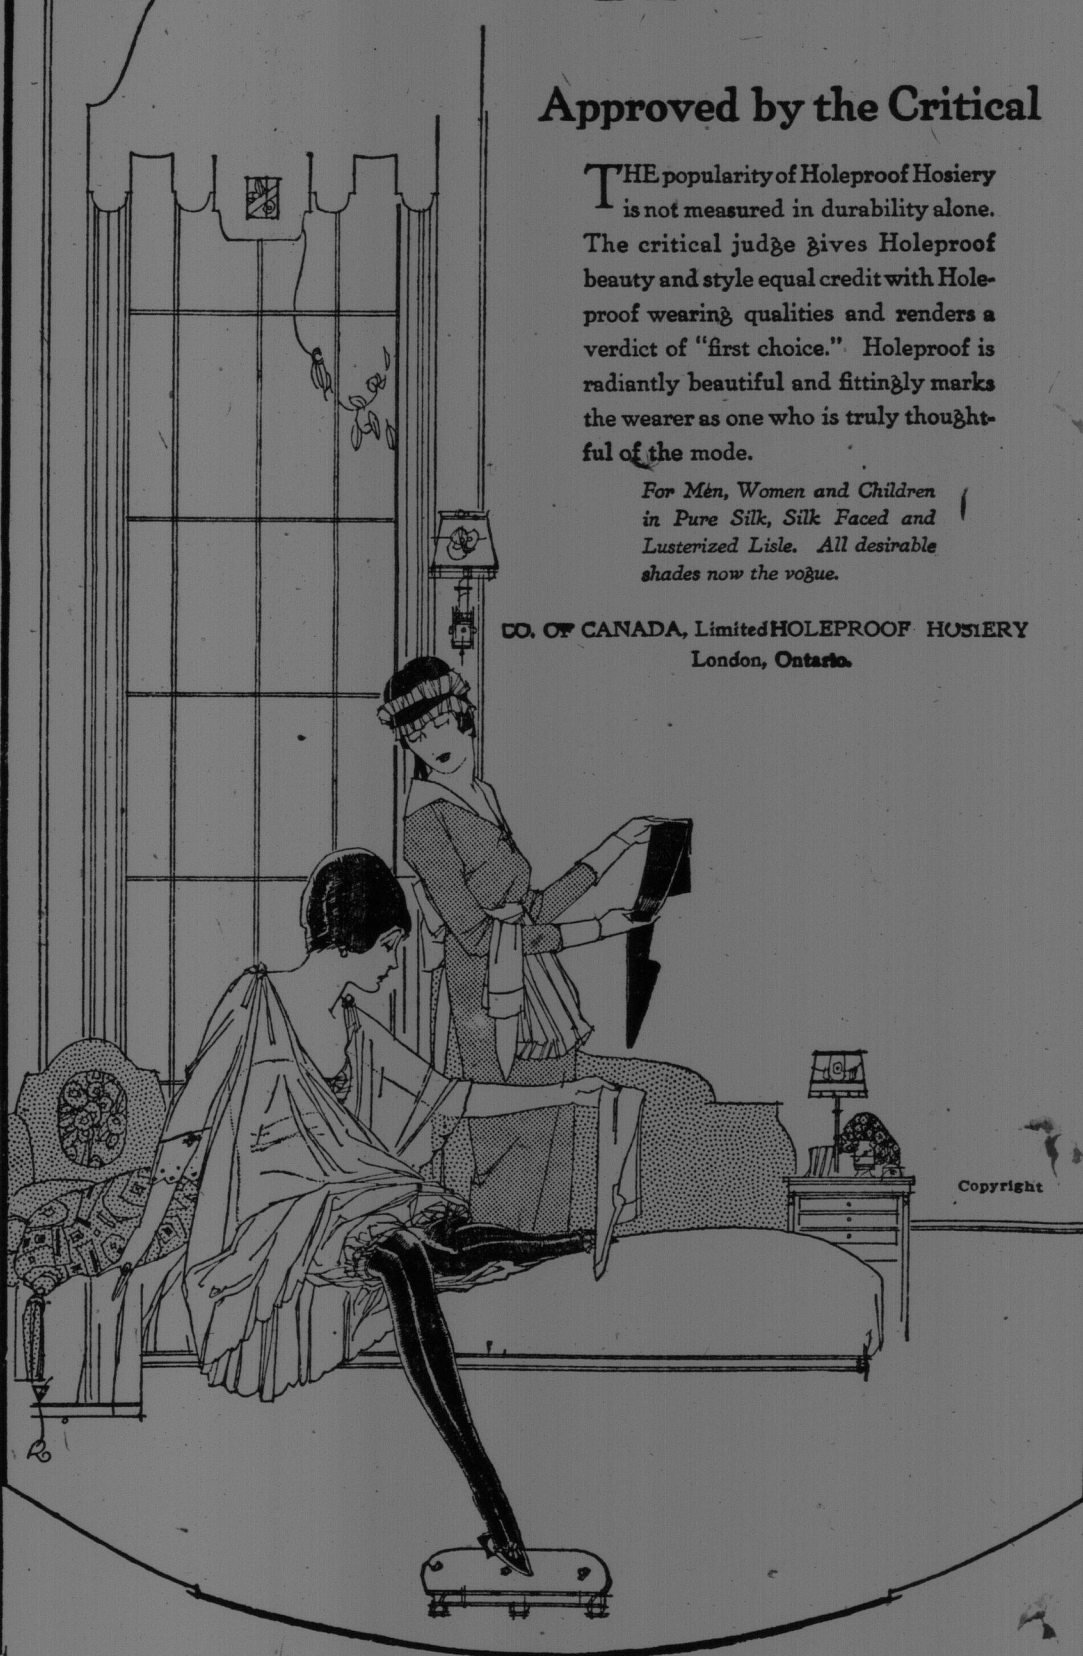 Approved by the Critical
THE popularity of Holeproof Hosiery
is not measured in durability alone.
The critical judge gives Holeproof
beauty and style equal credit with Hole-
proof wearing qualities and renders a
verdict of "first choice." Holeproof is
radiantly beautiful and fittingly marks
the wearer as one who is truly thought-
ful of the mode.
For Men, Women and Children
in Pure Silk, Silk Faced and
Lusterized Lisle. All desirable
shades now the vogue.
CO. OF CANADA, Limited HOLEPROOF HOSIERY
London, Ontario.
Copyright